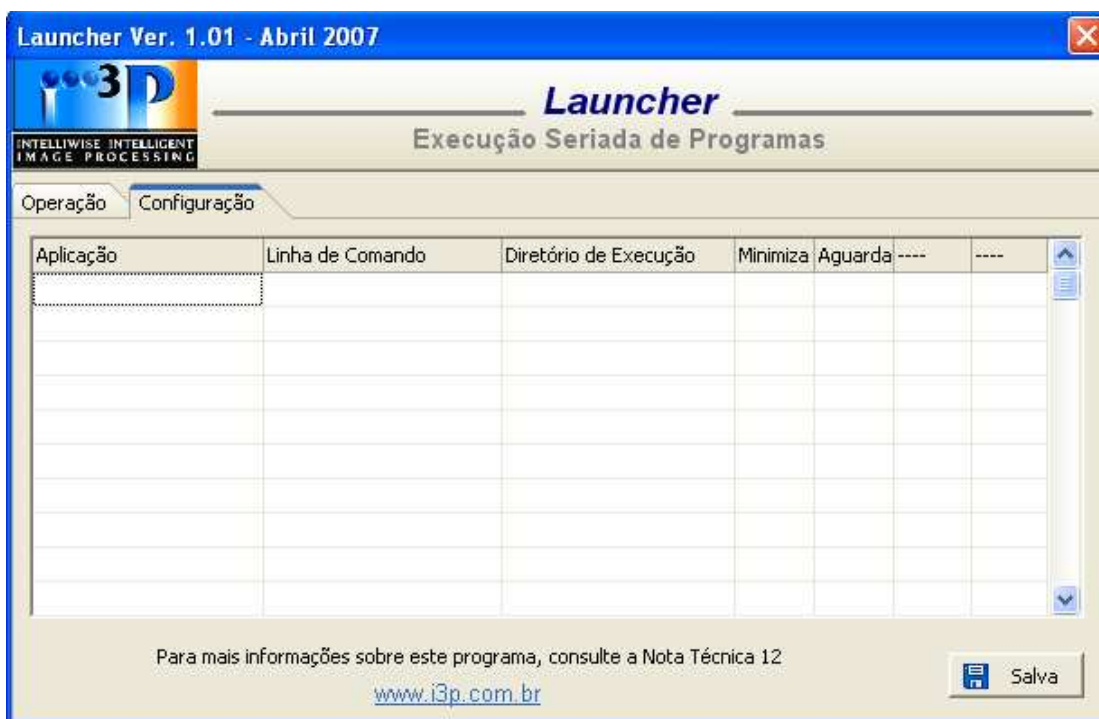 Launcher Ver. 1.01 - Abril 2007
i3P
INTELLIWISE INTELLIGENT
IMAGE PROCESSING
Launcher
Execução Seriada de Programas
Operação Configuração
Aplicação Linha de Comando Diretório de Execução Minimiza Aguarda ---- ----
Para mais informações sobre este programa, consulte a Nota Técnica 12
www.i3p.com.br
Salva